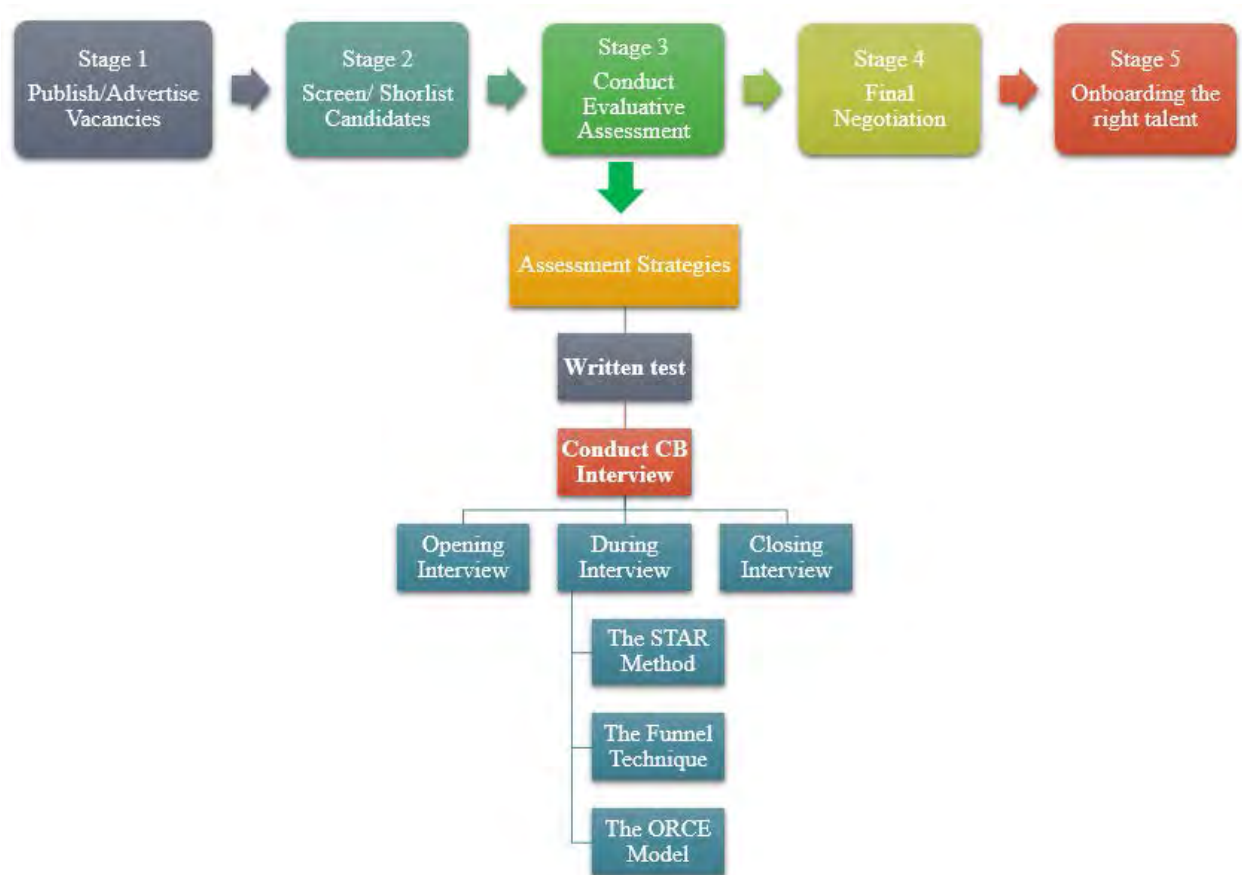 Stage 1
Publish/Advertise
Vacancies
Stage 2
Screen/ Shorlist
Candidates
Stage 3
Conduct
Evaluative
Assessment
Stage 4
Final
Negotiation
Stage 5
Onboarding the
right talent
Assessment Strategies
Written test
Conduct CB
Interview
Opening
Interview
During
Interview
Closing
Interview
The STAR
Method
The Funnel
Technique
The ORCE
Model